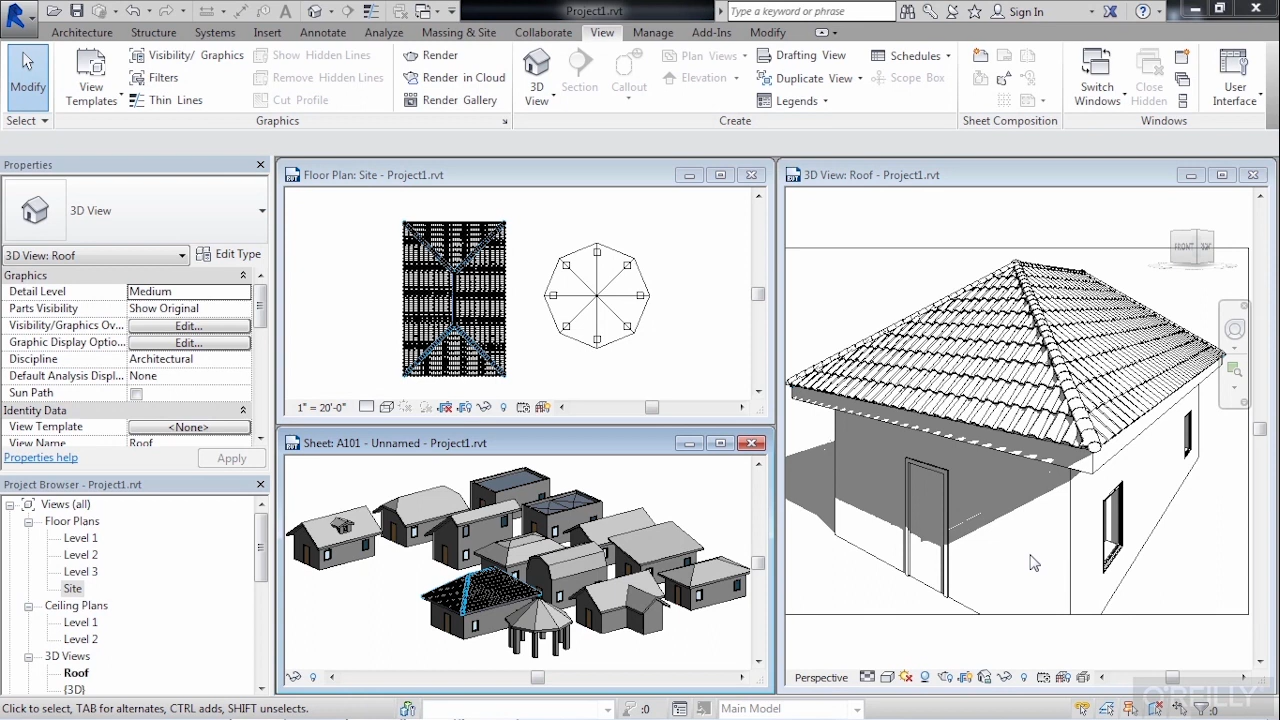 Project1.rvt
Type a keyword or phrase
Sign In
Architecture Structure Systems Insert Annotate Analyze Massing & Site Collaborate View Manage Add-Ins Modify
Modify
Select
View Templates
Visibility/ Graphics
Filters
Thin Lines
Show Hidden Lines
Remove Hidden Lines
Cut Profile
Graphics
Render
Render in Cloud
Render Gallery
3D View
Section
Callout
Plan Views
Elevation
Drafting View
Duplicate View
Legends
Schedules
Scope Box
Create
Sheet Composition
Switch Windows
Close Hidden
User Interface
Windows
Properties
3D View
3D View: Roof
Edit Type
Graphics
Detail Level Medium
Parts Visibility Show Original
Visibility/Graphics Ov... Edit...
Graphic Display Optio... Edit...
Discipline Architectural
Default Analysis Displ... None
Sun Path
Identity Data
View Template <None>
View Name Roof
Properties help
Apply
Project Browser - Project1.rvt
Views (all)
Floor Plans
Level 1
Level 2
Level 3
Site
Ceiling Plans
Level 1
Level 2
3D Views
Roof
{3D}
Floor Plan: Site - Project1.rvt
1" = 20'-0"
Sheet: A101 - Unnamed - Project1.rvt
3D View: Roof - Project1.rvt
FRONT
Perspective
Click to select, TAB for alternates, CTRL adds, SHIFT unselects.
:0
Main Model
:0
O'REILLY